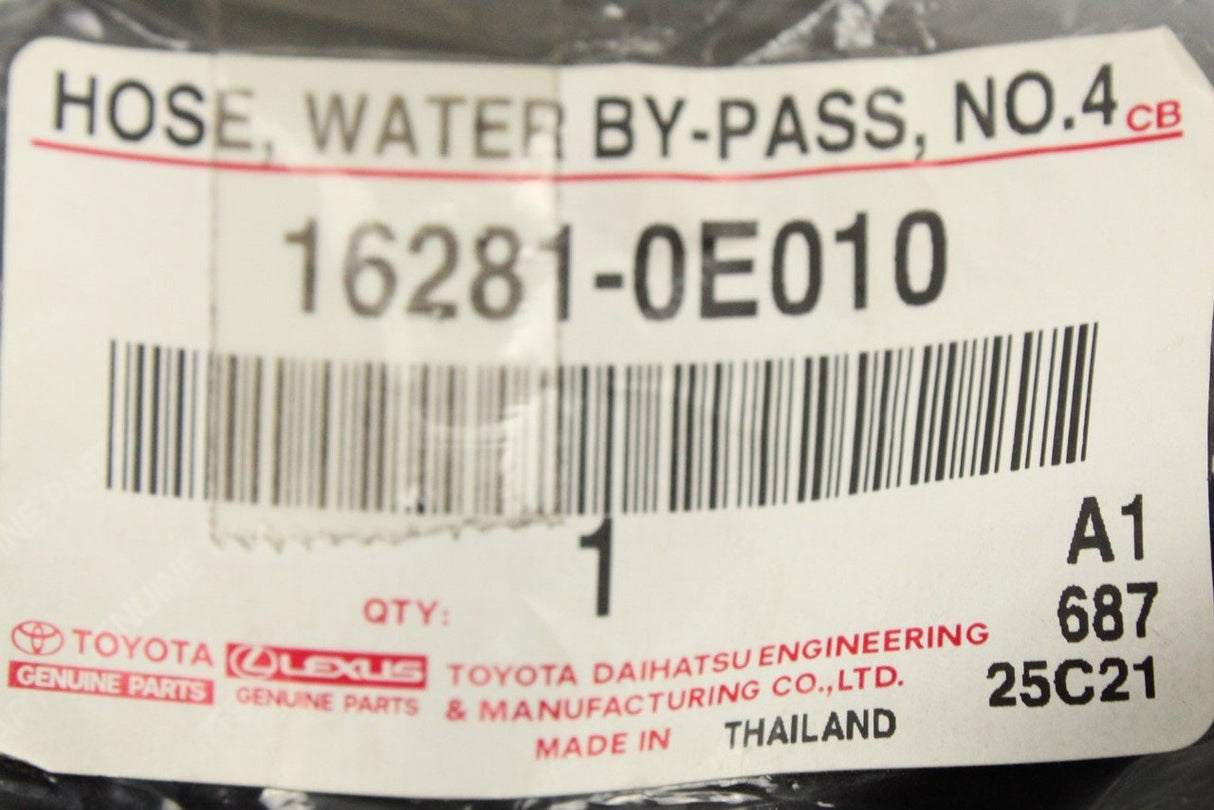 HOSE, WATER BY-PASS, NO.4 CB
16281-0E010
1
A1
QTY:
687
TOYOTA
GENUINE PARTS
LEXUS
GENUINE PARTS
TOYOTA DAIHATSU ENGINEERING
& MANUFACTURING CO.,LTD.
25C21
MADE IN THAILAND